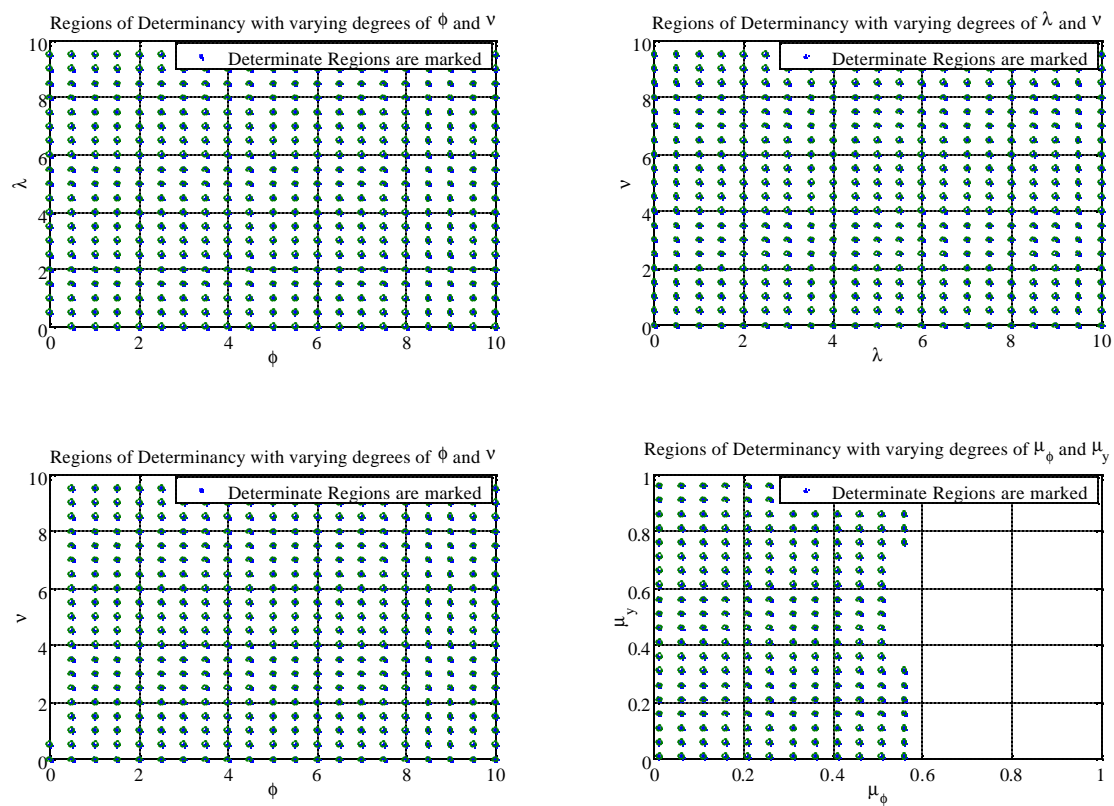 Regions of Determinancy with varying degrees of ϕ and ν
Determinate Regions are marked
10
8
6
4
2
0
λ
0 2 4 6 8 10
ϕ
Regions of Determinancy with varying degrees of λ and ν
Determinate Regions are marked
10
8
6
4
2
0
ν
0 2 4 6 8 10
λ
Regions of Determinancy with varying degrees of ϕ and ν
Determinate Regions are marked
10
8
6
4
2
0
ν
0 2 4 6 8 10
ϕ
Regions of Determinancy with varying degrees of μ_ϕ and μ_y
Determinate Regions are marked
1
0.8
0.6
0.4
0.2
0
μ_y
0 0.2 0.4 0.6 0.8 1
μ_ϕ